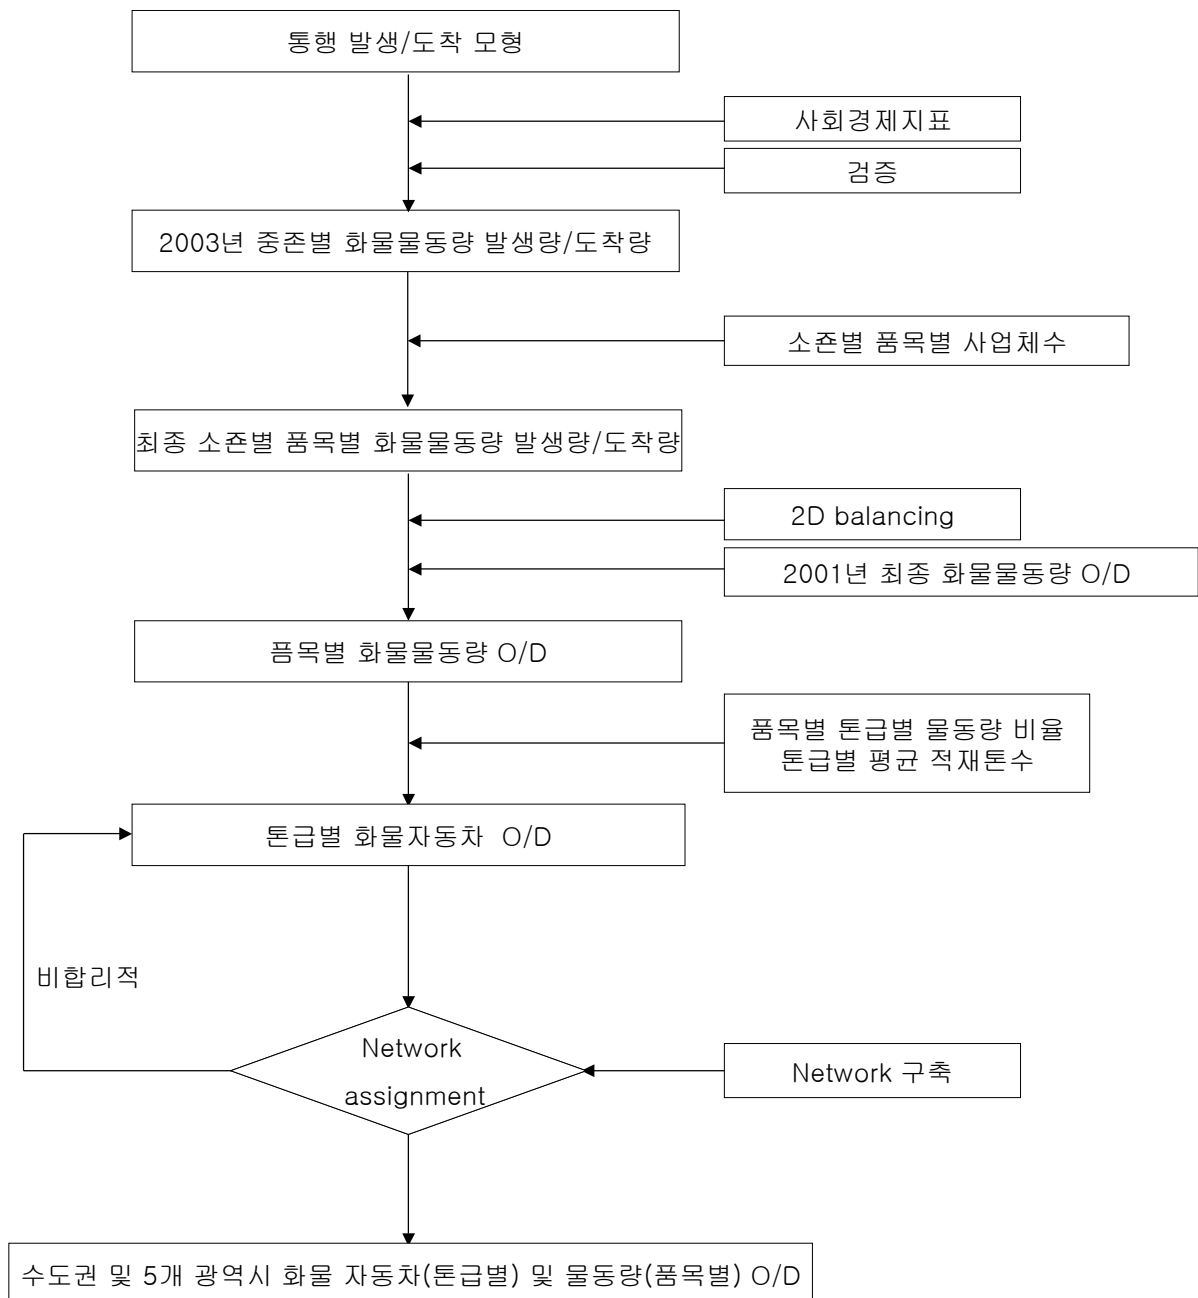 통행 발생/도착 모형
사회경제지표
검증
2003년 중존별 화물물동량 발생량/도착량
소죤별 품목별 사업체수
최종 소죤별 품목별 화물물동량 발생량/도착량
2D balancing
2001년 최종 화물물동량 O/D
픔목별 화물물동량 O/D
품목별 톤급별 물동량 비율
톤급별 평균 적재톤수
톤급별 화물자동차 O/D
비합리적
Network
assignment
Network 구축
수도권 및 5개 광역시 화물 자동차(톤급별) 및 물동량(품목별) O/D